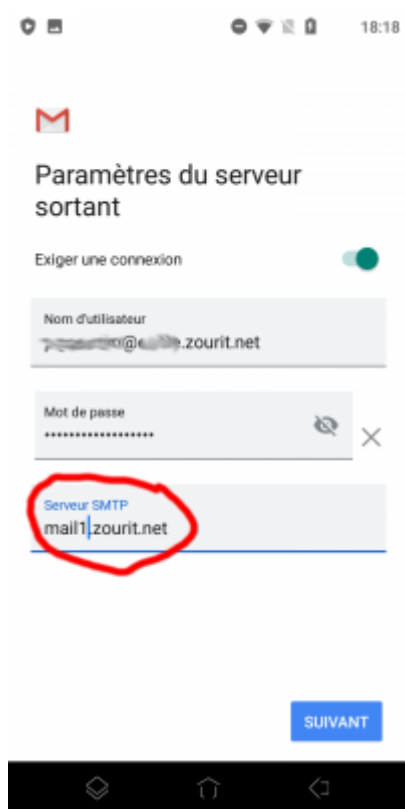 18:18
Paramètres du serveur
sortant
Exiger une connexion
Nom d'utilisateur
.zourit.net
Mot de passe
••••••••••••••••••
Serveur SMTP
mail1.zourit.net
SUIVANT